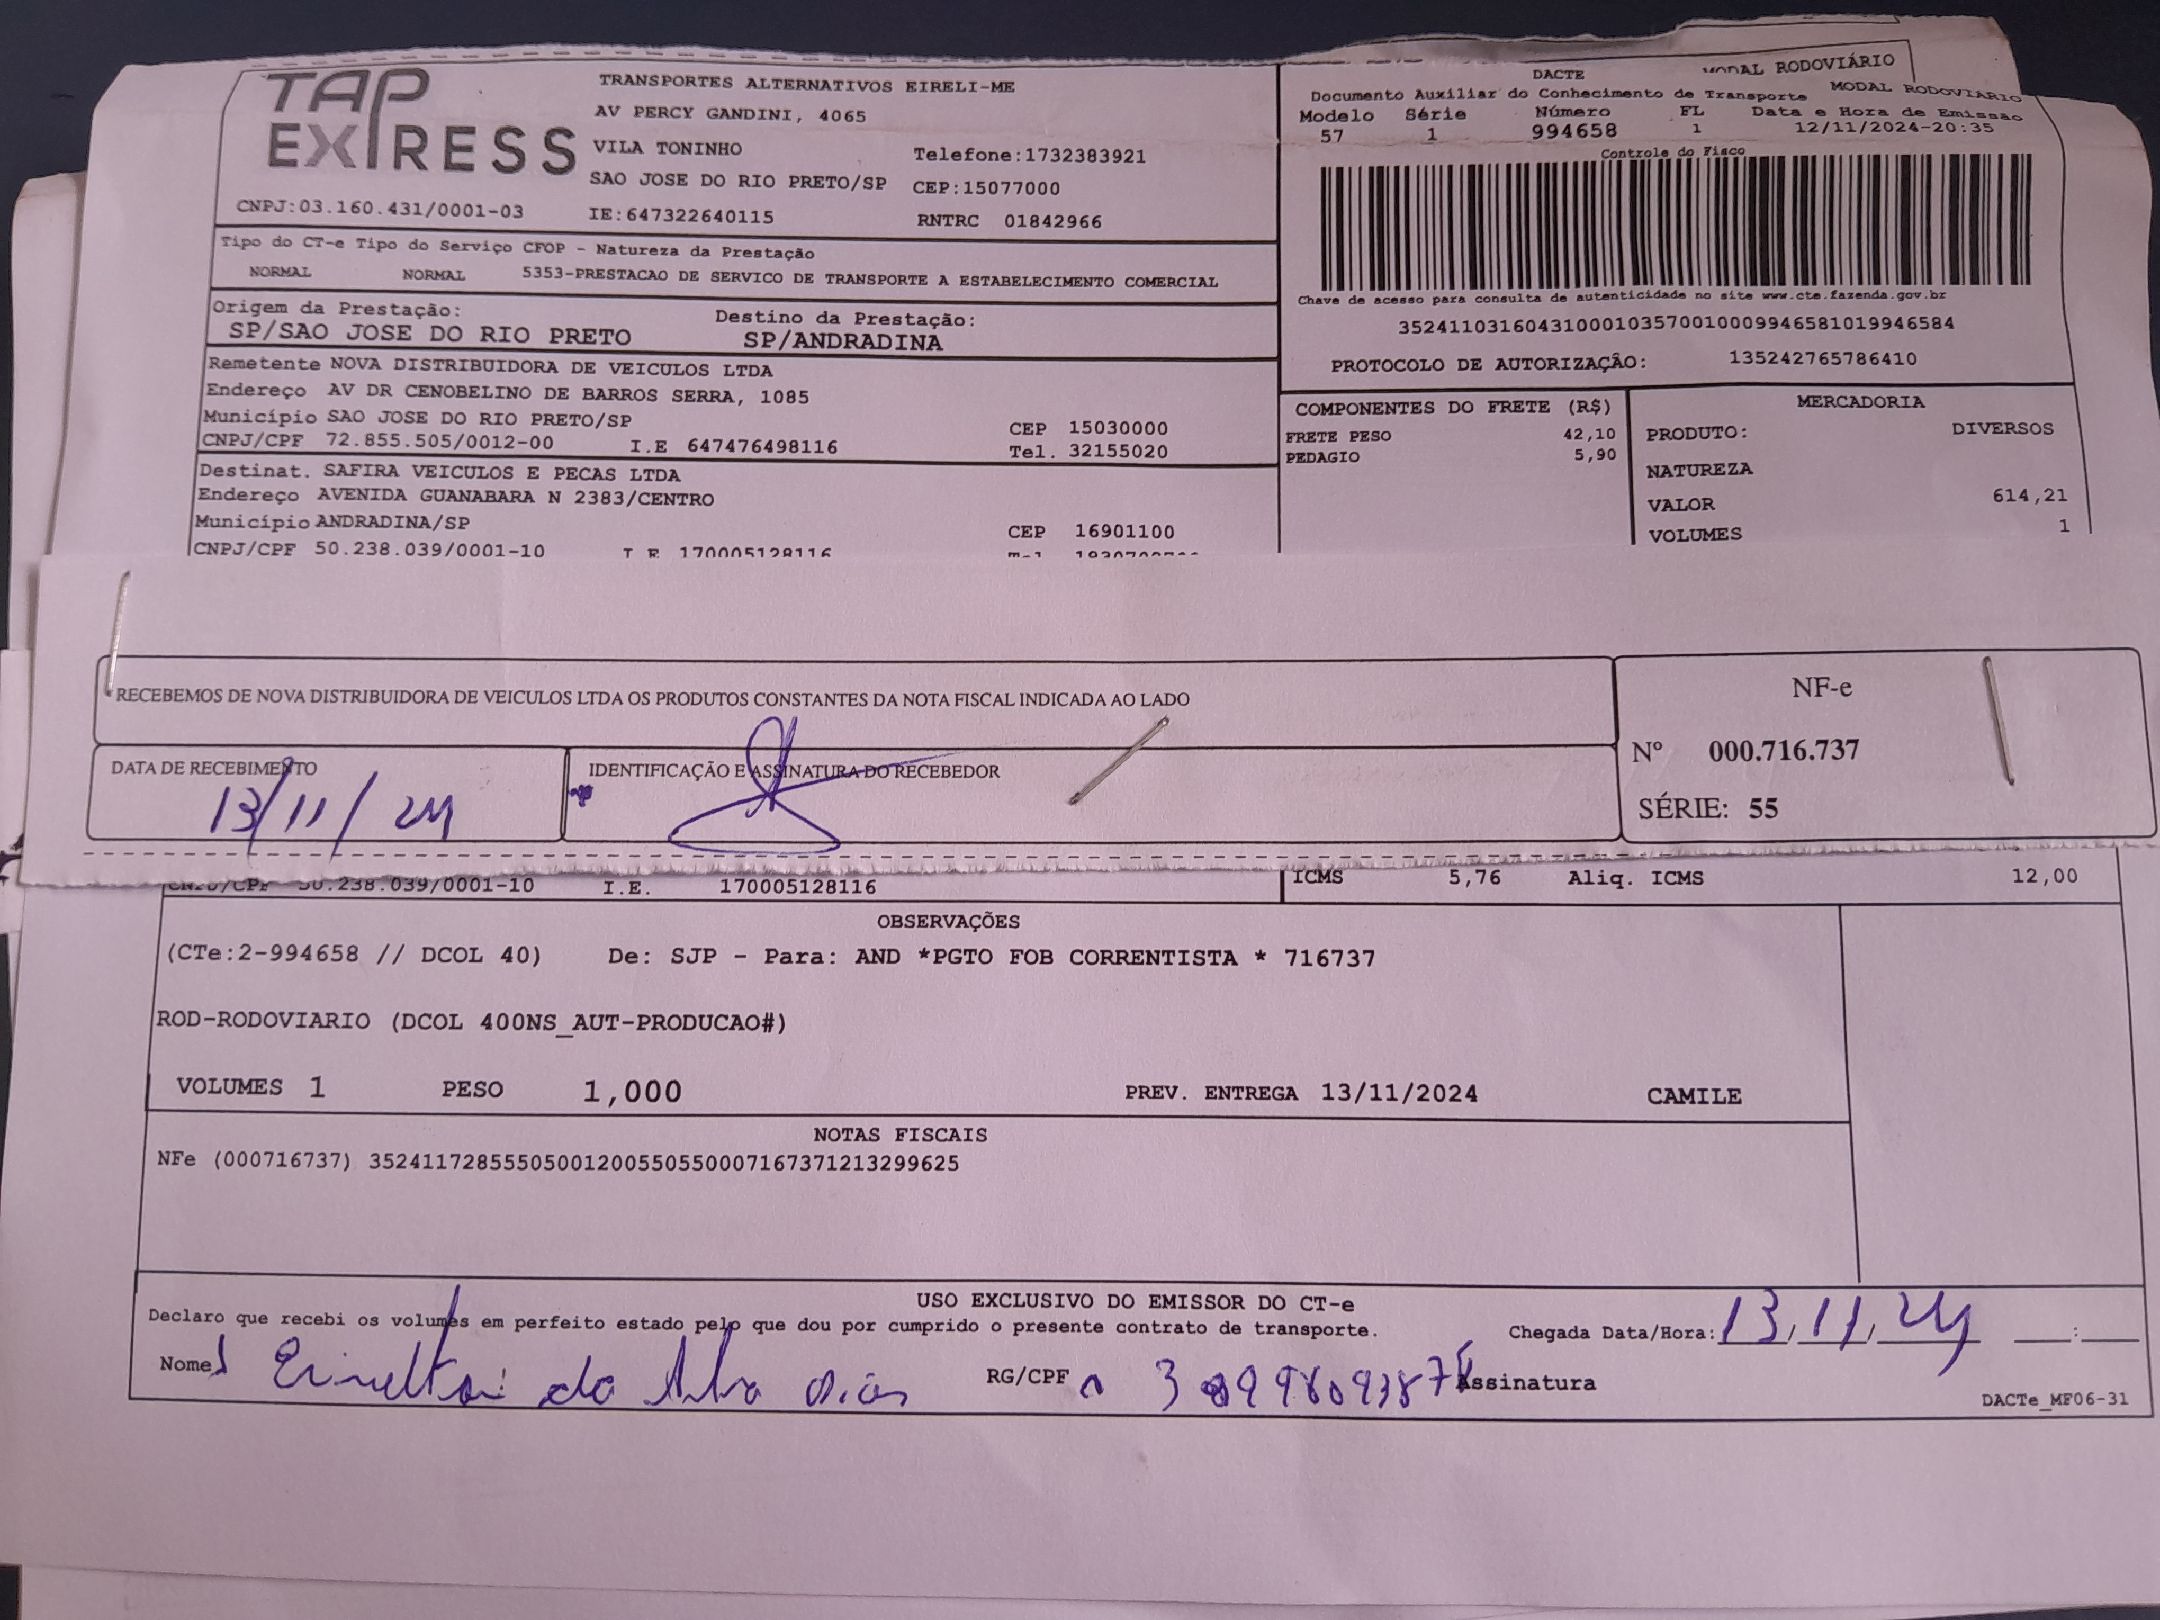 TAP EXPRESS
TRANSPORTES ALTERNATIVOS EIRELI-ME
AV PERCY GANDINI, 4065
VILA TONINHO Telefone:1732383921
SAO JOSE DO RIO PRETO/SP CEP:15077000
CNPJ:03.160.431/0001-03 IE:647322640115 RNTRC 01842966
DACTE MODAL RODOVIÁRIO
Documento Auxiliar do Conhecimento de Transporte MODAL RODOVIARIO
Modelo Série Número FL Data e Hora de Emissao
57 1 994658 1 12/11/2024-20:35
Controle do Fisco
Chave de acesso para consulta de autenticidade no site www.cte.fazenda.gov.br
35241103160431000103570010009946581019946584
PROTOCOLO DE AUTORIZAÇÃO: 135242765786410
Tipo do CT-e Tipo do Serviço CFOP - Natureza da Prestação
NORMAL NORMAL 5353-PRESTACAO DE SERVICO DE TRANSPORTE A ESTABELECIMENTO COMERCIAL
Origem da Prestação: Destino da Prestação:
SP/SAO JOSE DO RIO PRETO SP/ANDRADINA
Remetente NOVA DISTRIBUIDORA DE VEICULOS LTDA
Endereço AV DR CENOBELINO DE BARROS SERRA, 1085
Município SAO JOSE DO RIO PRETO/SP CEP 15030000
CNPJ/CPF 72.855.505/0012-00 I.E 647476498116 Tel. 32155020
Destinat. SAFIRA VEICULOS E PECAS LTDA
Endereço AVENIDA GUANABARA N 2383/CENTRO
Município ANDRADINA/SP CEP 16901100
CNPJ/CPF 50.238.039/0001-10 I E 170005128116
COMPONENTES DO FRETE (R$)
FRETE PESO 42,10
PEDAGIO 5,90
MERCADORIA
PRODUTO: DIVERSOS
NATUREZA
VALOR 614,21
VOLUMES 1
RECEBEMOS DE NOVA DISTRIBUIDORA DE VEICULOS LTDA OS PRODUTOS CONSTANTES DA NOTA FISCAL INDICADA AO LADO
DATA DE RECEBIMENTO IDENTIFICAÇÃO E ASSINATURA DO RECEBEDOR
13/11/24
NF-e
Nº 000.716.737
SÉRIE: 55
CNPJ/CPF 50.238.039/0001-10 I.E. 170005128116 ICMS 5,76 Aliq. ICMS 12,00
OBSERVAÇÕES
(CTe:2-994658 // DCOL 40) De: SJP - Para: AND *PGTO FOB CORRENTISTA * 716737
ROD-RODOVIARIO (DCOL 400NS_AUT-PRODUCAO#)
VOLUMES 1 PESO 1,000 PREV. ENTREGA 13/11/2024 CAMILE
NOTAS FISCAIS
NFe (000716737) 35241172855505001200550550007167371213299625
USO EXCLUSIVO DO EMISSOR DO CT-e
Declaro que recebi os volumes em perfeito estado pelo que dou por cumprido o presente contrato de transporte. Chegada Data/Hora: 13/11/24 :
Nome da RG/CPF Assinatura
DACTe_MF06-31